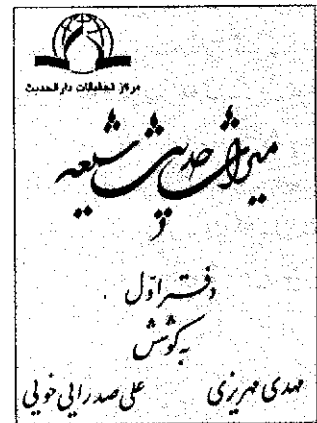 مرکز تحقیقات دارالحدیث
میراث حدیث شیعه
دفتر اول
به کوشش
مهدی مهریزی
علی صدرایی خویی